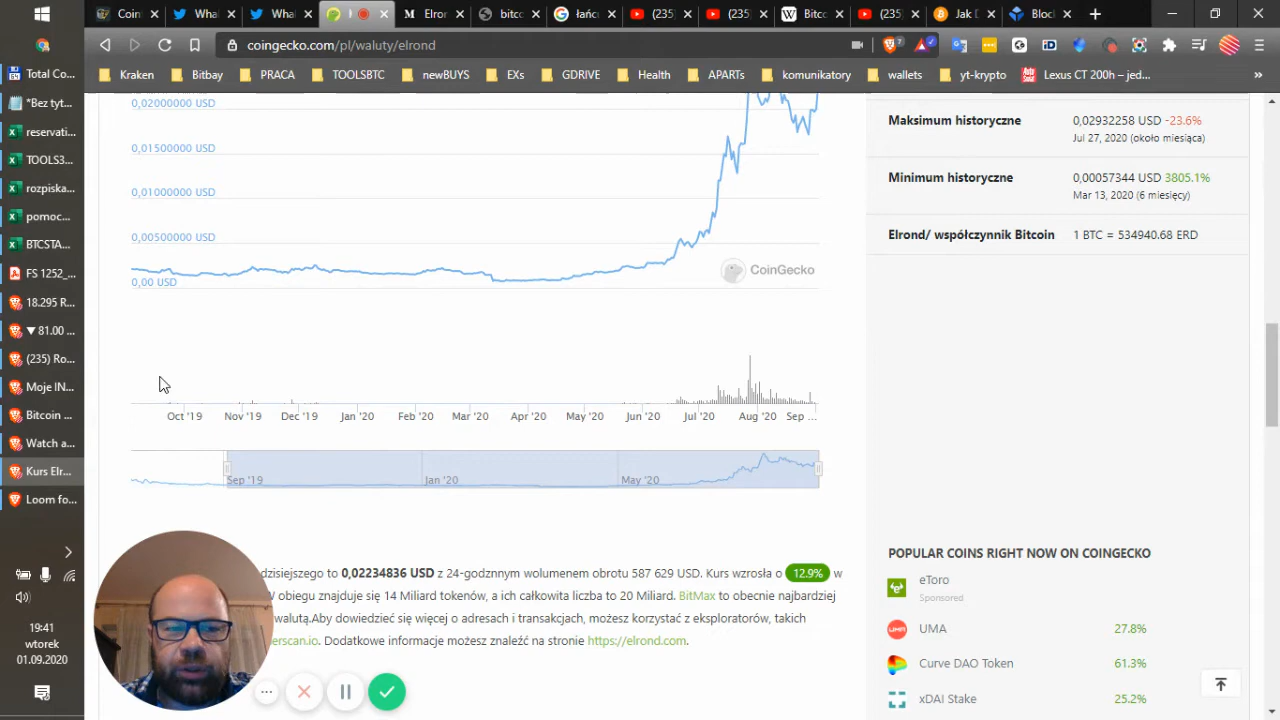 Coin
Whal
Whal
Elror
bitcc
łańcu
(235)
(235)
Bitcc
(235)
Jak D
Bloc
coingecko.com/pl/waluty/elrond
Kraken
Bitbay
PRACA
TOOLSBTC
newBUYS
EXs
GDRIVE
Health
APARTs
komunikatory
wallets
yt-krypto
Lexus CT 200h – jed...
Total Co...
*Bez tyt...
reservati...
TOOLS3...
rozpiska...
pomoc...
BTCSTA...
FS 1252_...
18.295 R...
▼ 81.00 ...
(235) Ro...
Moje IN...
Bitcoin ...
Watch a...
Kurs Elr...
Loom fo...
19:41
wtorek
01.09.2020
0,02000000 USD
0,01500000 USD
0,01000000 USD
0,00500000 USD
0,00 USD
CoinGecko
Oct '19 Nov '19 Dec '19 Jan '20 Feb '20 Mar '20 Apr '20 May '20 Jun '20 Jul '20 Aug '20 Sep ...
Sep '19 Jan '20 May '20
dzisiejszego to 0,02234836 USD z 24-godznnym wolumenem obrotu 587 629 USD. Kurs wzrosła o 12.9% w
obiegu znajduje się 14 Miliard tokenów, a ich całkowita liczba to 20 Miliard. BitMax to obecnie najbardziej
walutą.Aby dowiedzieć się więcej o adresach i transakcjach, możesz korzystać z eksploratorów, takich
erscan.io. Dodatkowe informacje możesz znaleźć na stronie https://elrond.com.
Maksimum historyczne 0,02932258 USD -23.6%
Jul 27, 2020 (około miesiąca)
Minimum historyczne 0,00057344 USD 3805.1%
Mar 13, 2020 (6 miesięcy)
Elrond/ współczynnik Bitcoin 1 BTC = 534940.68 ERD
POPULAR COINS RIGHT NOW ON COINGECKO
eToro
Sponsored
UMA 27.8%
Curve DAO Token 61.3%
xDAI Stake 25.2%